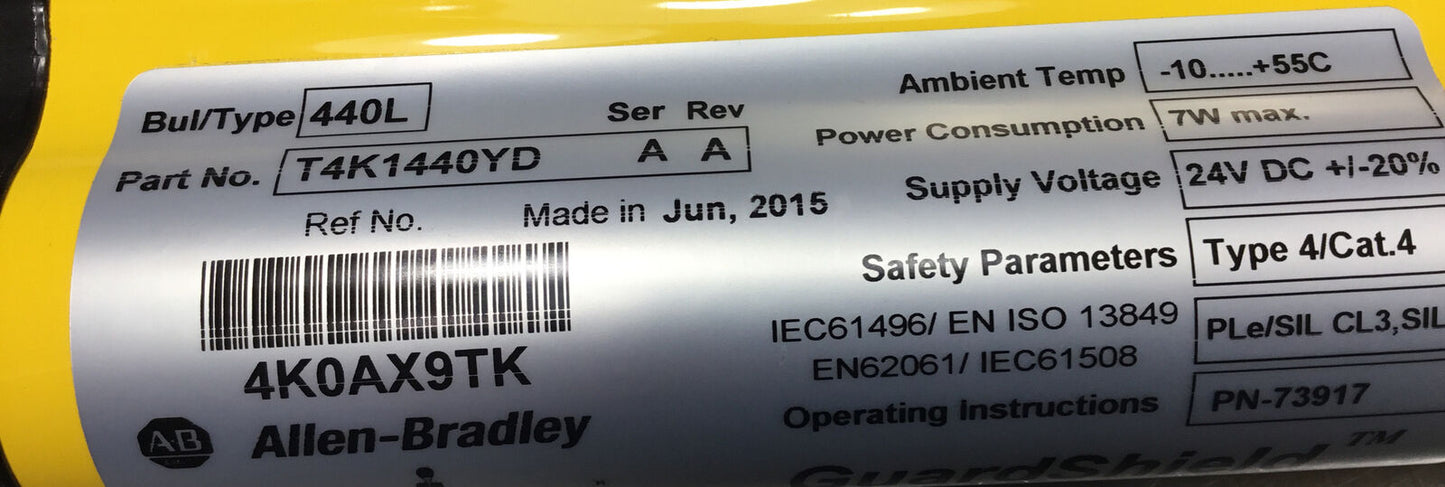 Bul/Type 440L
Ser Rev
Part No. T4K1440YD A A
Ref No. Made in Jun, 2015
4K0AX9TK
AB Allen-Bradley
Ambient Temp -10.....+55C
Power Consumption 7W max.
Supply Voltage 24V DC +/-20%
Safety Parameters Type 4/Cat.4
IEC61496/ EN ISO 13849 PLe/SIL CL3,SIL
EN62061/ IEC61508
Operating Instructions PN-73917
GuardShield TM